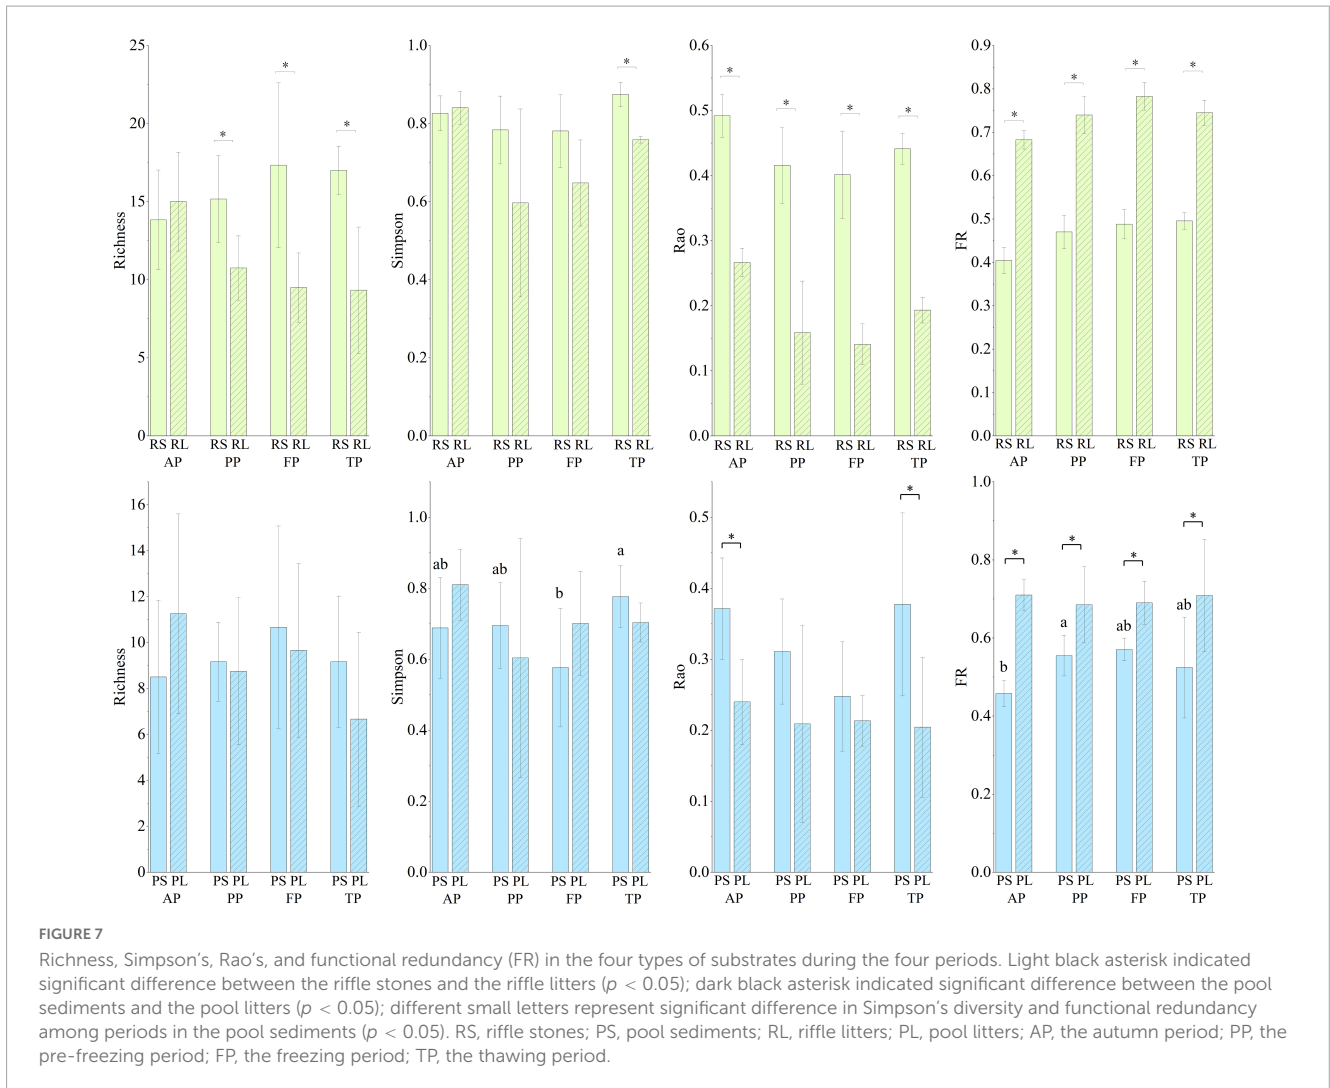 25
20
15
10
5
0
Richness
*
*
*
RS RL RS RL RS RL RS RL
AP PP FP TP
1.0
0.8
0.6
0.4
0.2
0.0
Simpson
*
RS RL RS RL RS RL RS RL
AP PP FP TP
0.6
0.5
0.4
0.3
0.2
0.1
0.0
Rao
*
*
*
*
RS RL RS RL RS RL RS RL
AP PP FP TP
0.9
0.8
0.7
0.6
0.5
0.4
0.3
0.2
0.1
0.0
FR
*
*
*
*
RS RL RS RL RS RL RS RL
AP PP FP TP
16
14
12
10
8
6
4
2
0
Richness
PS PL PS PL PS PL PS PL
AP PP FP TP
1.0
0.8
0.6
0.4
0.2
0.0
Simpson
ab
ab
b
a
PS PL PS PL PS PL PS PL
AP PP FP TP
0.5
0.4
0.3
0.2
0.1
0.0
Rao
*
*
PS PL PS PL PS PL PS PL
AP PP FP TP
1.0
0.8
0.6
0.4
0.2
0.0
FR
*
*
*
*
b
a
ab
ab
PS PL PS PL PS PL PS PL
AP PP FP TP
FIGURE 7
Richness, Simpson's, Rao's, and functional redundancy (FR) in the four types of substrates during the four periods. Light black asterisk indicated
significant difference between the riffle stones and the riffle litters (p < 0.05); dark black asterisk indicated significant difference between the pool
sediments and the pool litters (p < 0.05); different small letters represent significant difference in Simpson's diversity and functional redundancy
among periods in the pool sediments (p < 0.05). RS, riffle stones; PS, pool sediments; RL, riffle litters; PL, pool litters; AP, the autumn period; PP, the
pre-freezing period; FP, the freezing period; TP, the thawing period.